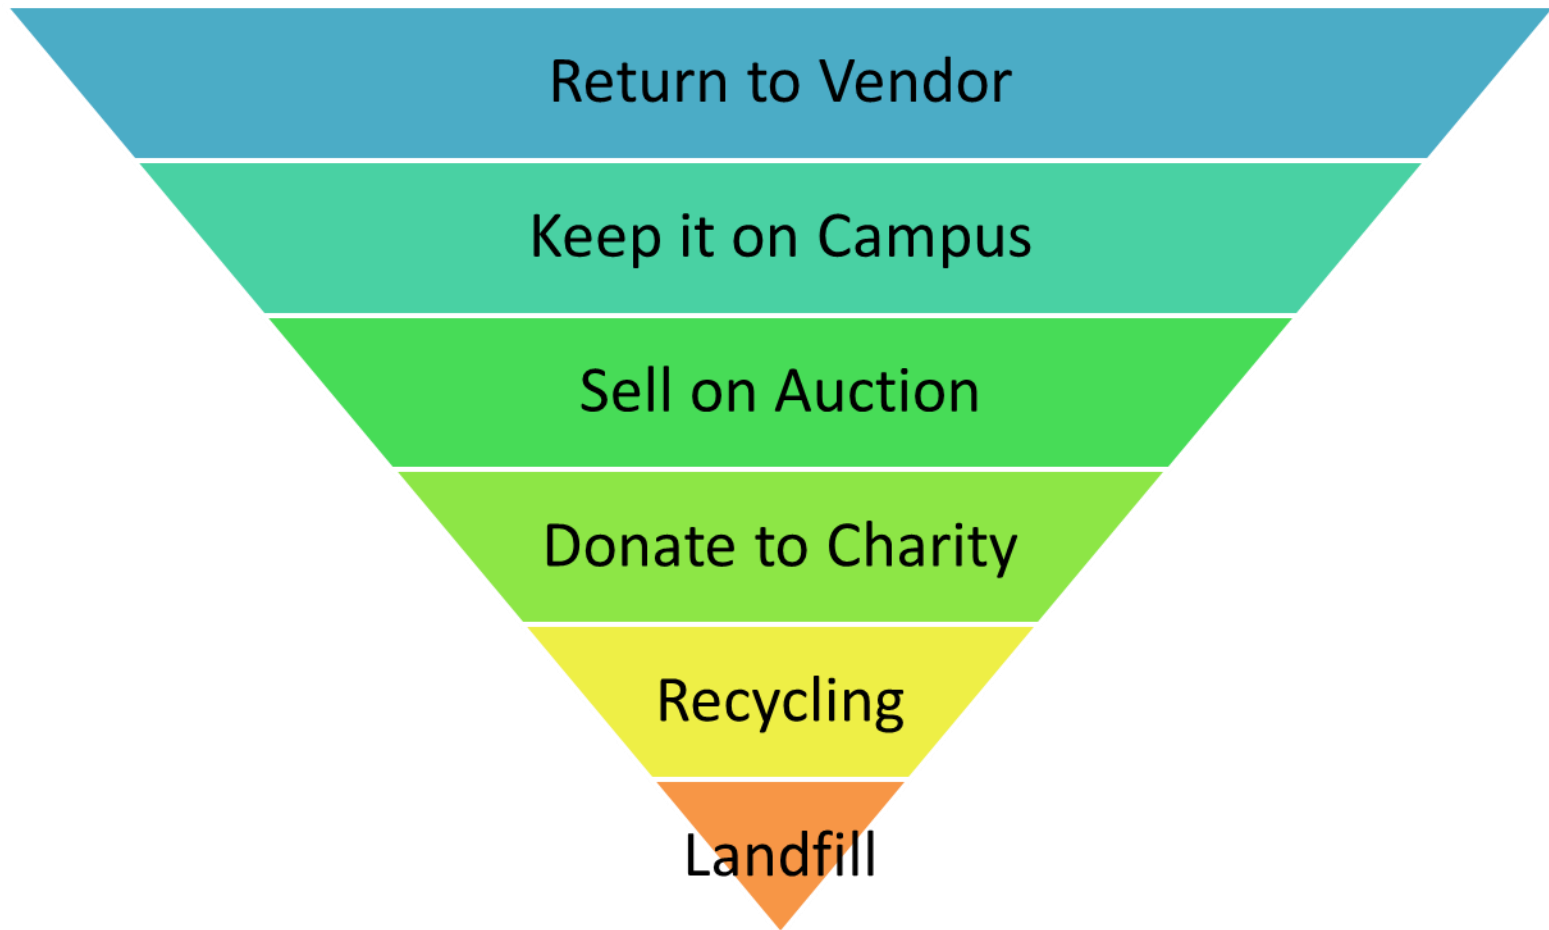 Return to Vendor
Keep it on Campus
Sell on Auction
Donate to Charity
Recycling
Landfill